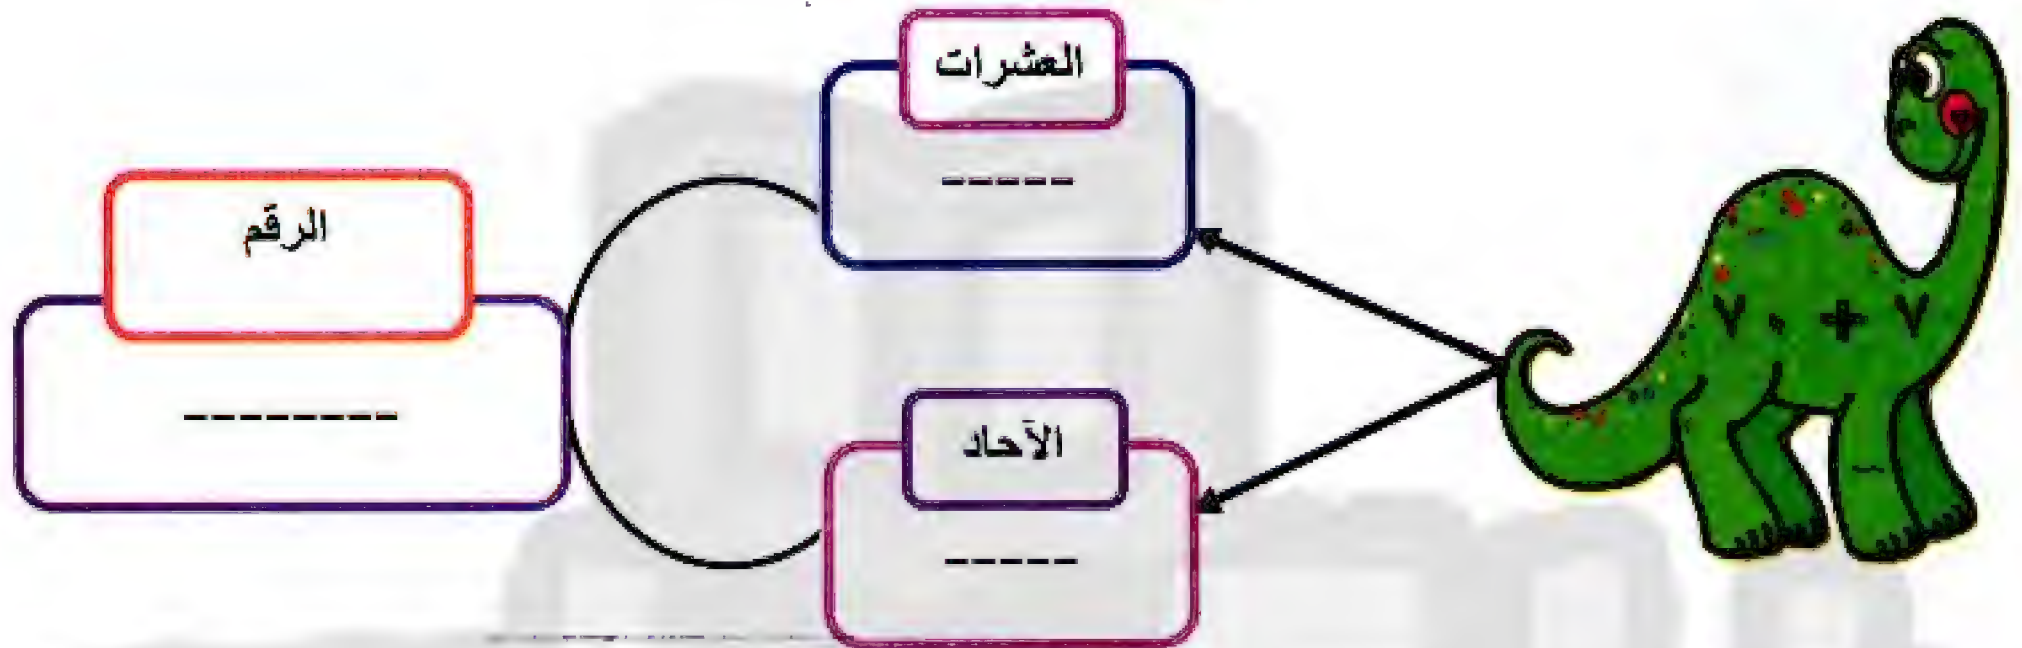 العشرات
-----
الرقم
--------
٧٠ + ٧
الآحاد
-----